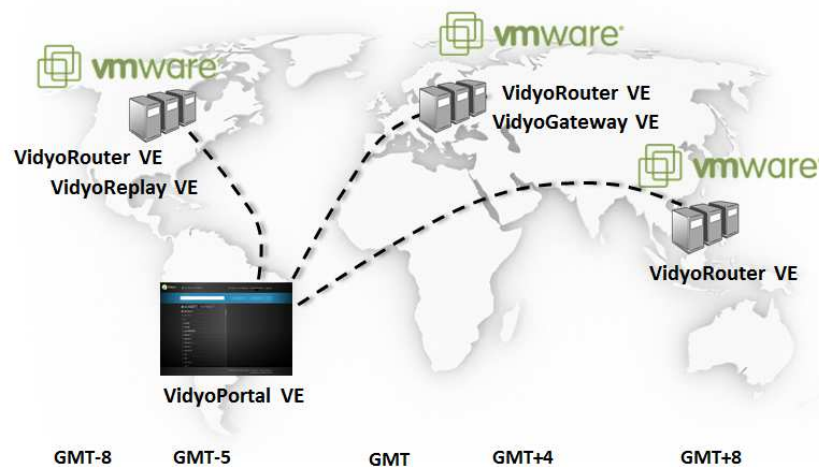 vmware
vmware
VidyoRouter VE
VidyoGateway VE
VidyoRouter VE
VidyoReplay VE
vmware
VidyoRouter VE
VidyoPortal VE
GMT-8 GMT-5 GMT GMT+4 GMT+8